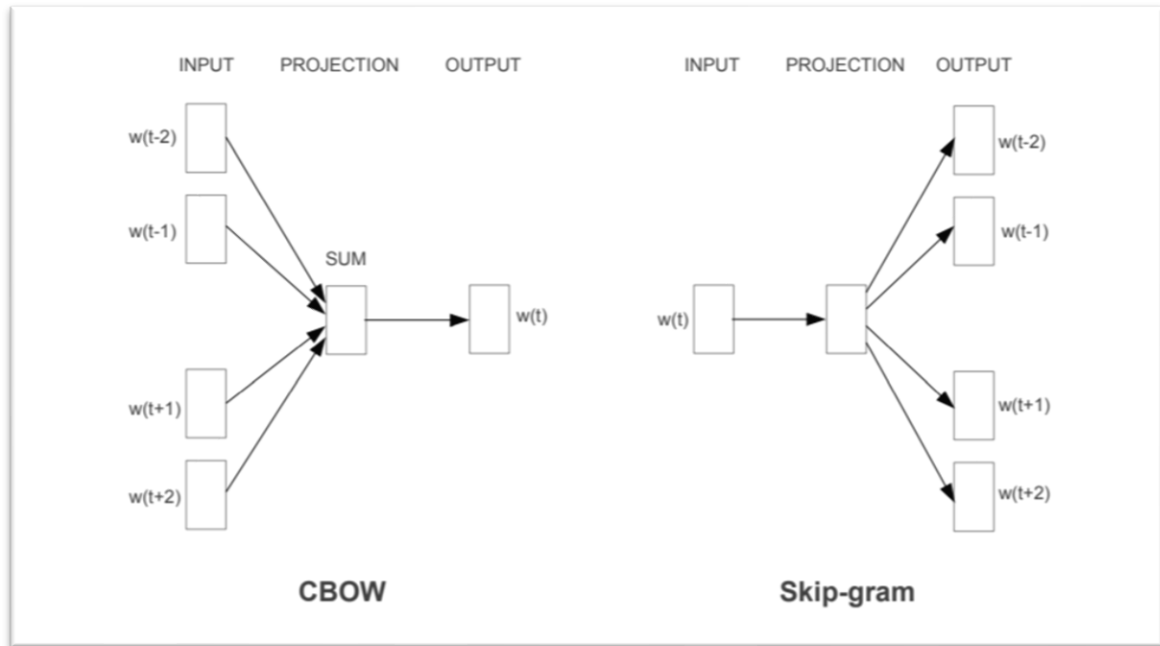 INPUT PROJECTION OUTPUT
w(t-2)
w(t-1)
SUM
w(t)
w(t+1)
w(t+2)
CBOW
INPUT PROJECTION OUTPUT
w(t-2)
w(t-1)
w(t)
w(t+1)
w(t+2)
Skip-gram